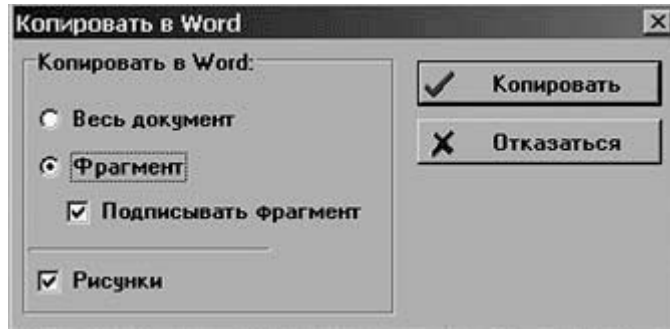 Копировать в Word
Копировать в Word:
Весь документ
Фрагмент
Подписывать фрагмент
Рисунки
Копировать
Отказаться